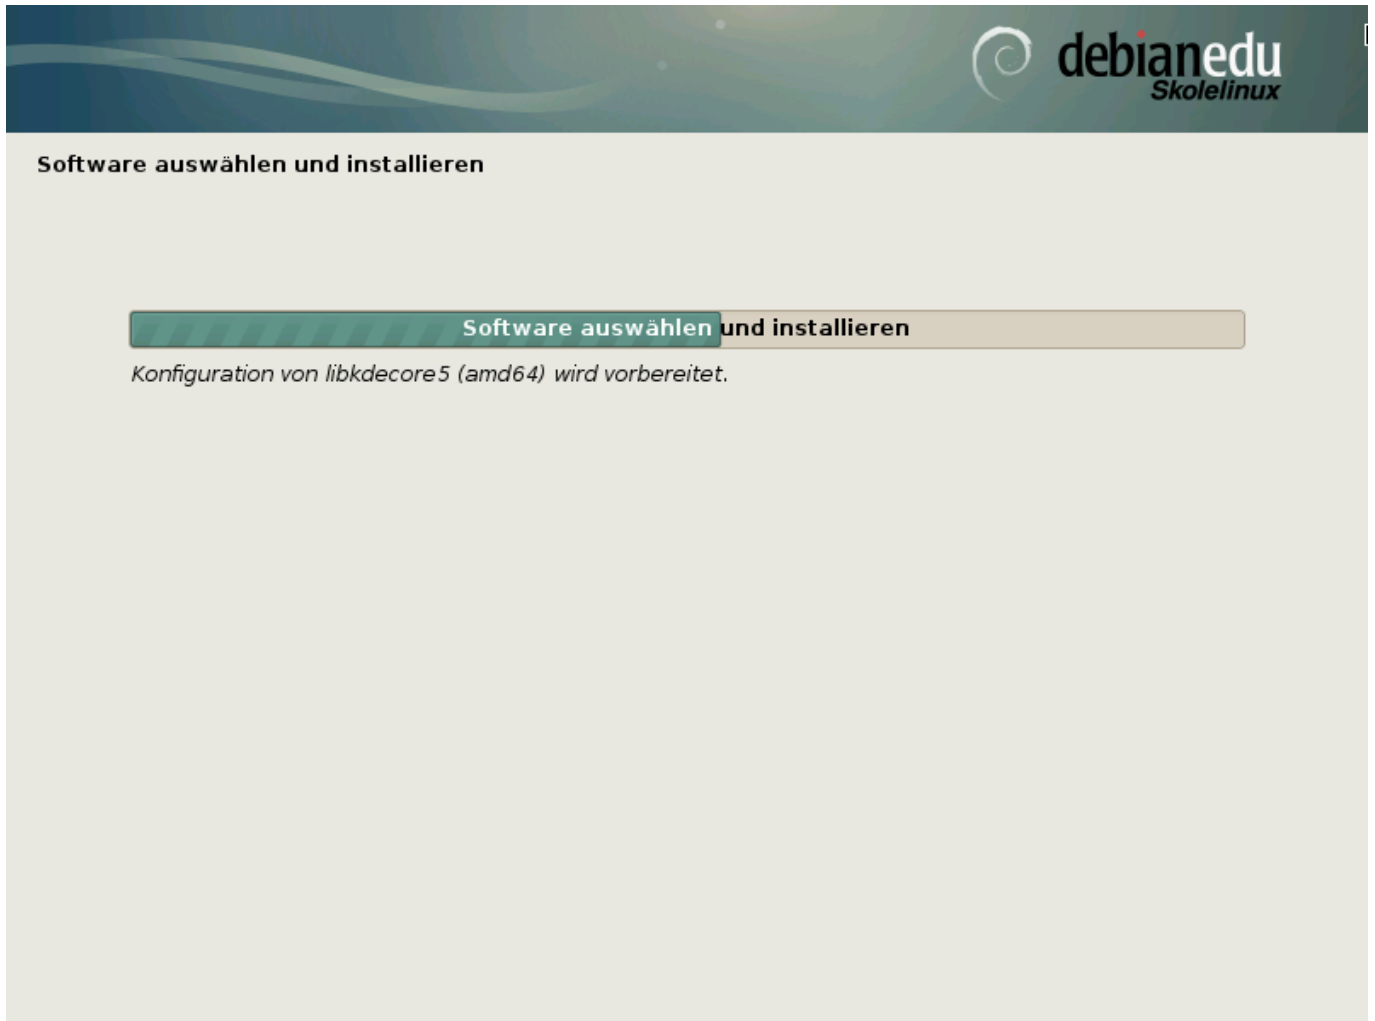 debianedu
Skolelinux
Software auswählen und installieren
Software auswählen und installieren
Konfiguration von libkdecore5 (amd64) wird vorbereitet.